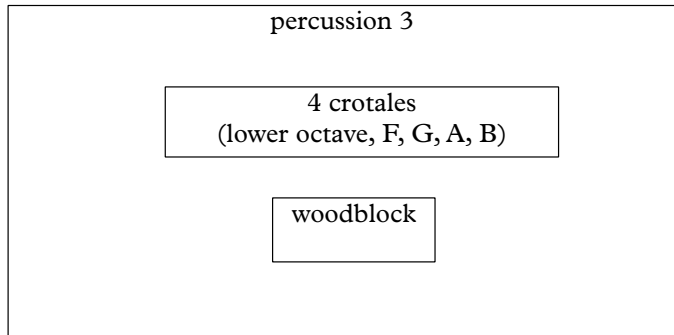 percussion 3
4 crotales
(lower octave, F, G, A, B)
woodblock